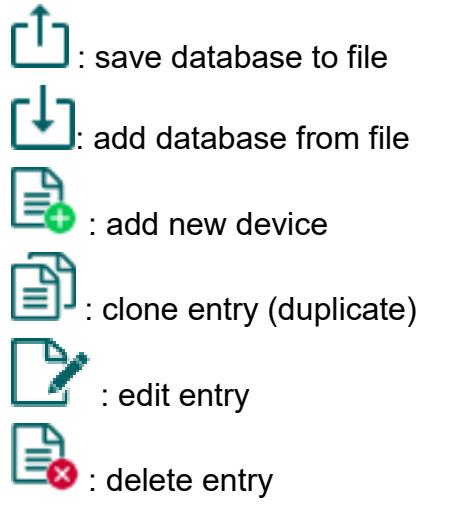 : save database to file
: add database from file
: add new device
: clone entry (duplicate)
: edit entry
: delete entry